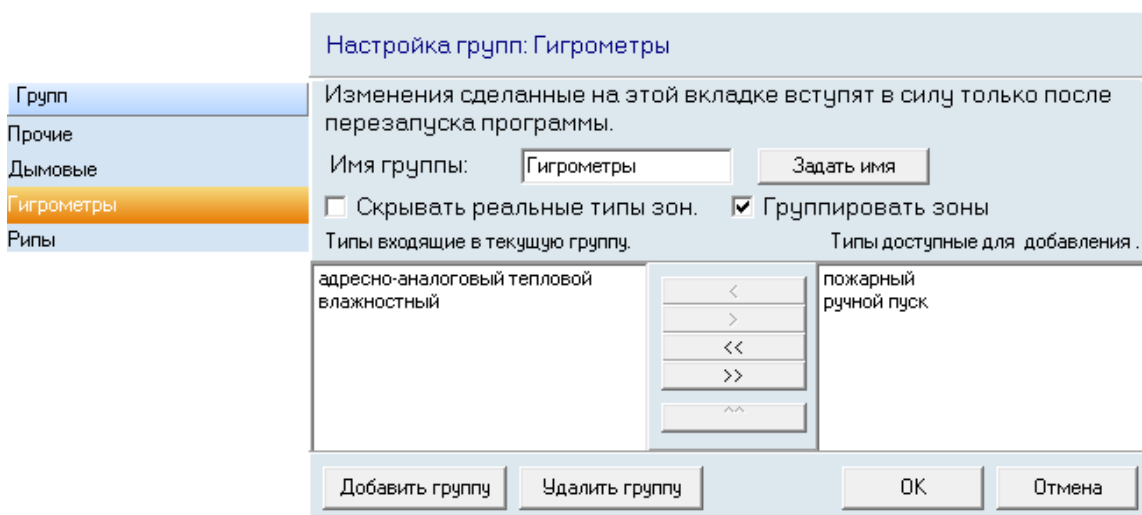 Настройка групп: Гигрометры
Групп
Прочие
Дымовые
Гигрометры
Рипы
Изменения сделанные на этой вкладке вступят в силу только после
перезапуска программы.
Имя группы: Гигрометры Задать имя
Скрывать реальные типы зон. Группировать зоны
Типы входящие в текущую группу. Типы доступные для добавления .
адресно-аналоговый тепловой
влажностный
<
>
<<
>>
^^
пожарный
ручной пуск
Добавить группу Удалить группу OK Отмена